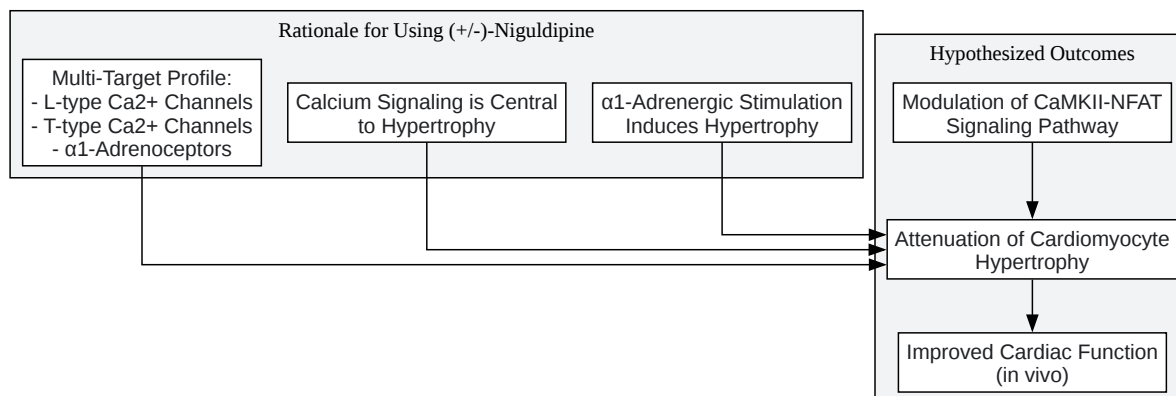 Rationale for Using (+/-)-Niguldipine
Multi-Target Profile:
- L-type Ca2+ Channels
- T-type Ca2+ Channels
- α1-Adrenoceptors
Calcium Signaling is Central
to Hypertrophy
α1-Adrenergic Stimulation
Induces Hypertrophy
Hypothesized Outcomes
Modulation of CaMKII-NFAT
Signaling Pathway
Attenuation of Cardiomyocyte
Hypertrophy
Improved Cardiac Function
(in vivo)